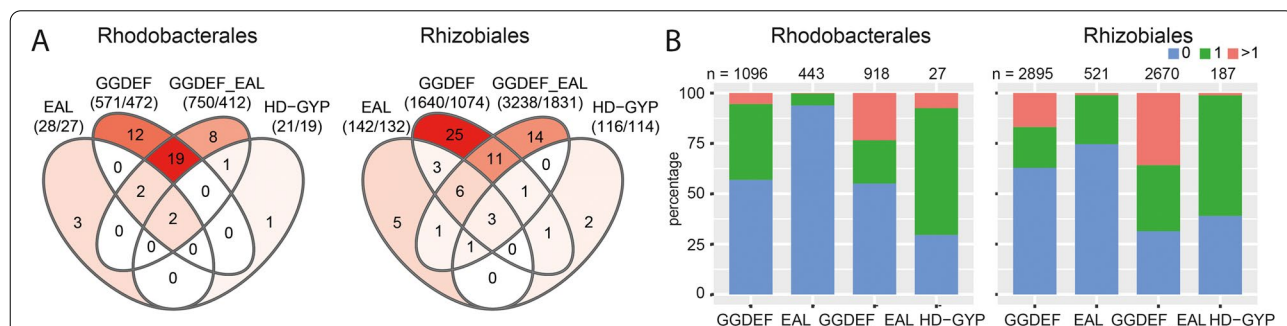 A
Rhodobacterales
Rhizobiales
GGDEF
(571/472)
GGDEF_EAL
(750/412)
EAL
(28/27)
HD-GYP
(21/19)
12
8
0
19
1
3
2
0
1
0
2
0
0
0
0
GGDEF
(1640/1074)
GGDEF_EAL
(3238/1831)
EAL
(142/132)
HD-GYP
(116/114)
25
14
3
11
0
5
6
1
2
1
3
1
1
0
0
B
Rhodobacterales
Rhizobiales
0 1 >1
n = 1096 443 918 27
n = 2895 521 2670 187
percentage
100
75
50
25
0
GGDEF EAL GGDEF EAL HD-GYP
GGDEF EAL GGDEF EAL HD-GYP